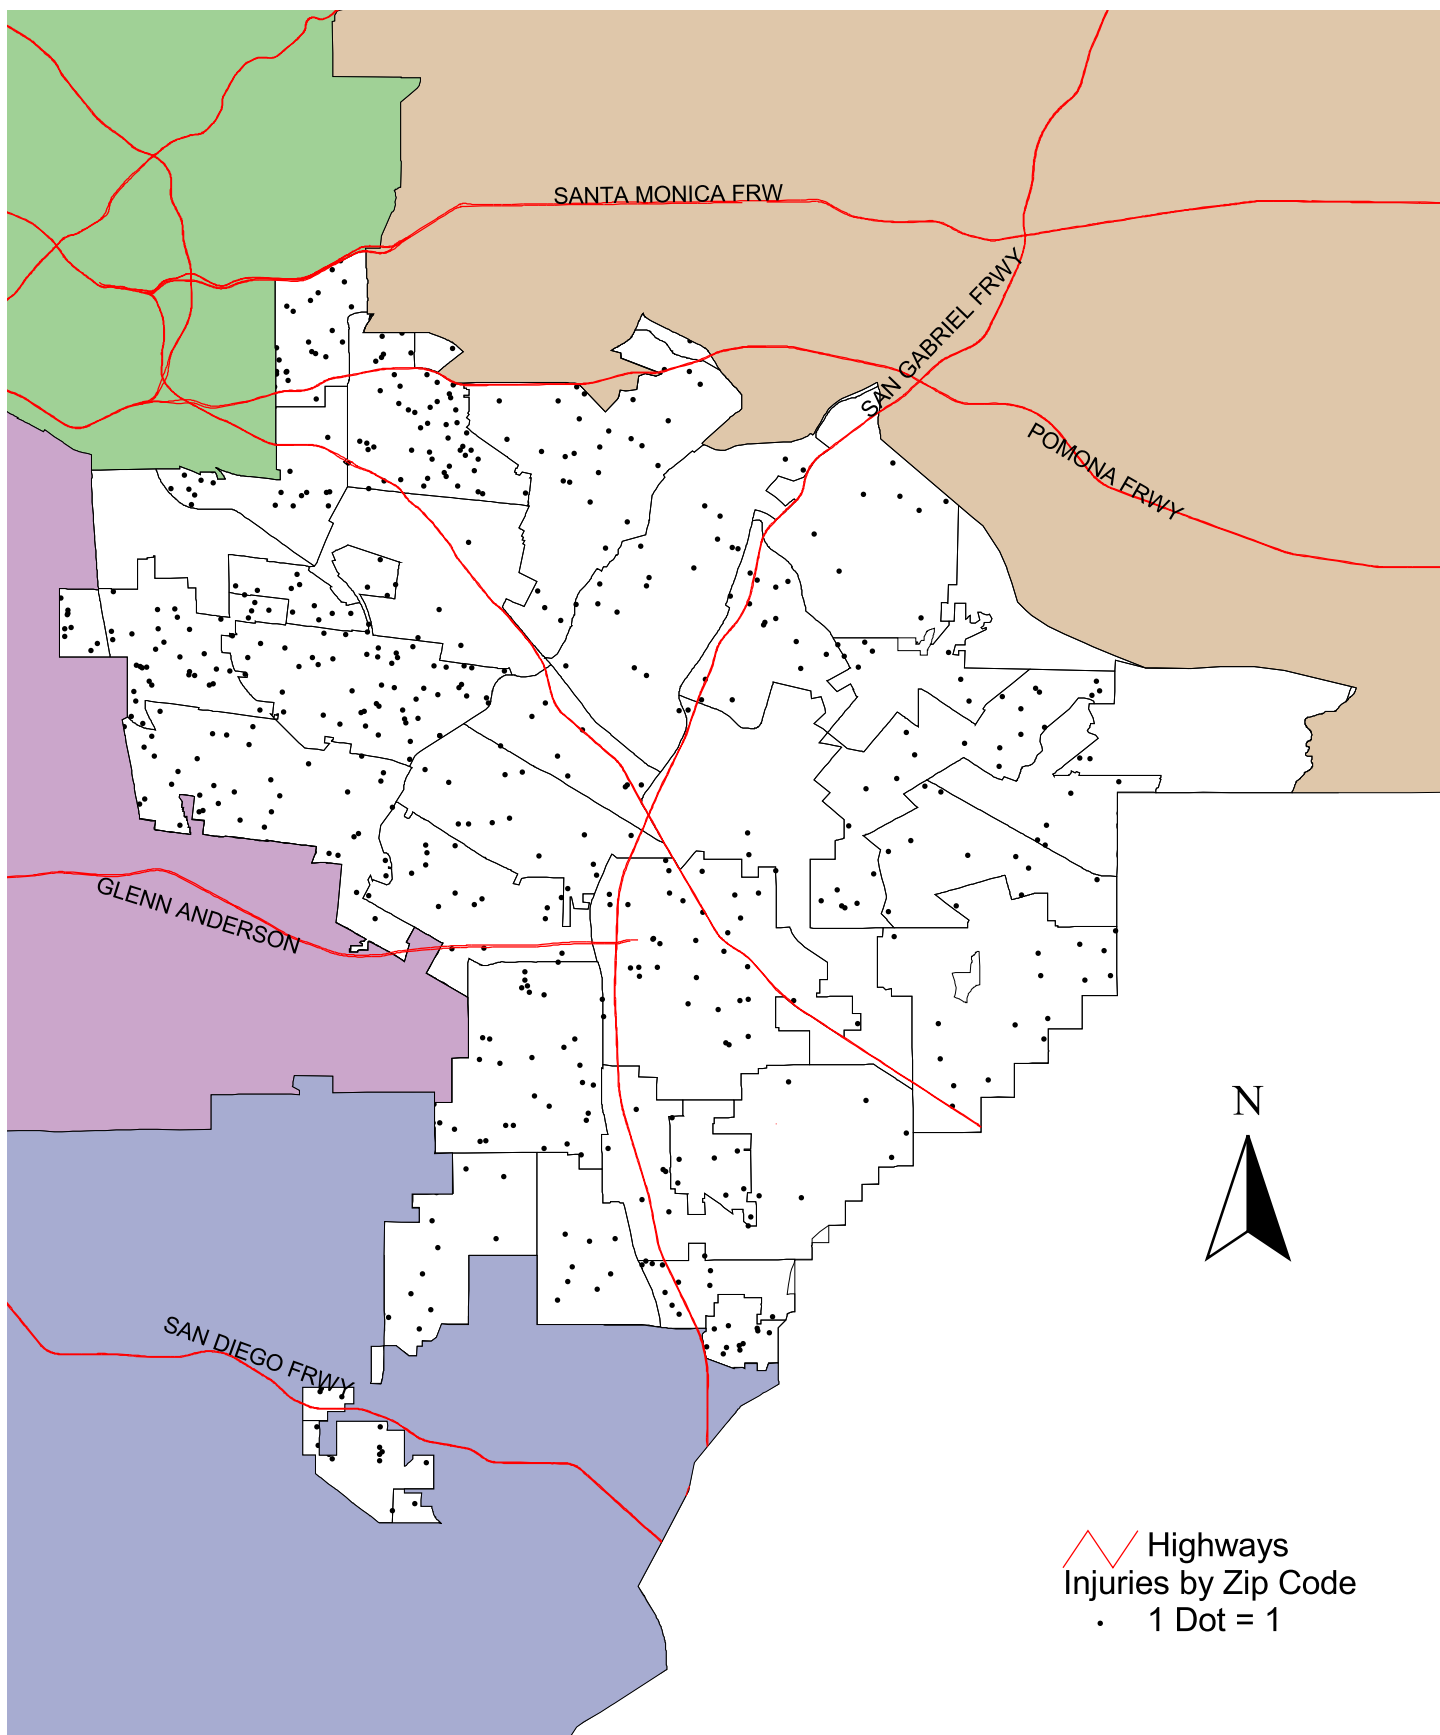 SANTA MONICA FRW
SAN GABRIEL FRWY
POMONA FRWY
GLENN ANDERSON
N
SAN DIEGO FRWY
Highways
Injuries by Zip Code
1 Dot = 1